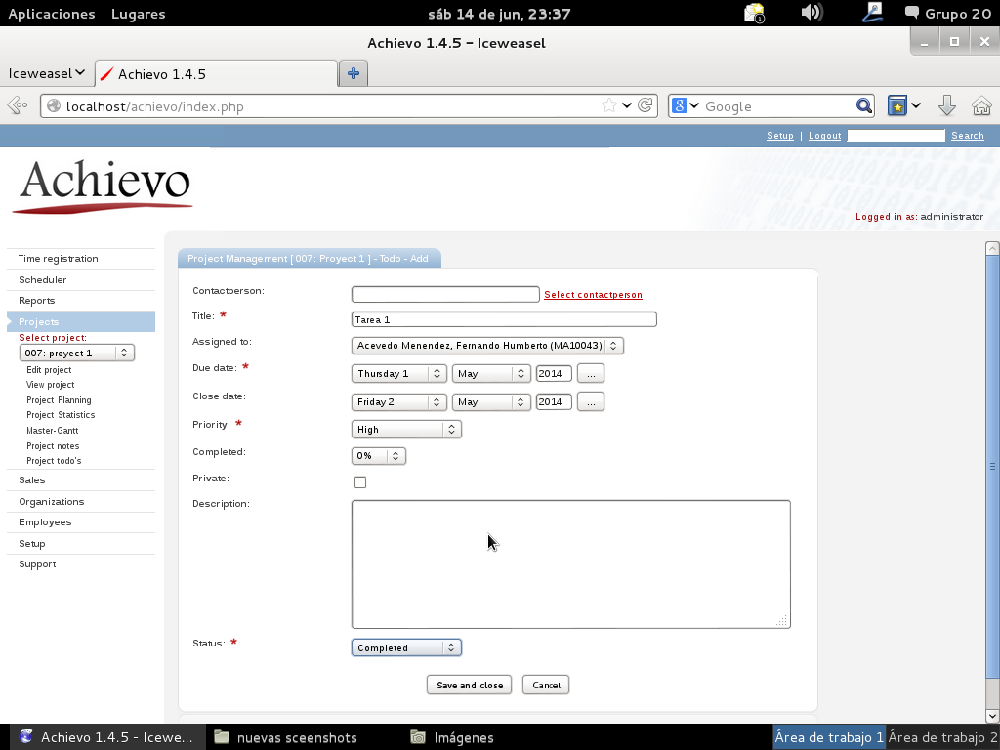 Aplicaciones Lugares sáb 14 de jun, 23:37 1 Grupo 20
Achievo 1.4.5 – Iceweasel
Iceweasel Achievo 1.4.5
localhost/achievo/index.php 8 Google
Setup | Logout Search
Achievo
Logged in as: administrator
Time registration
Scheduler
Reports
Projects
Select project:
007: proyect 1
Edit project
View project
Project Planning
Project Statistics
Master-Gantt
Project notes
Project todo's
Sales
Organizations
Employees
Setup
Support
Project Management [ 007: Proyect 1 ] - Todo - Add
Contactperson: Select contactperson
Title: * Tarea 1
Assigned to: Acevedo Menendez, Fernando Humberto (MA10043)
Due date: * Thursday 1 May 2014 ...
Close date: Friday 2 May 2014 ...
Priority: * High
Completed: 0%
Private:
Description:
Status: * Completed
Save and close Cancel
Achievo 1.4.5 - Icewe... nuevas sceenshots Imágenes Área de trabajo 1 Área de trabajo 2